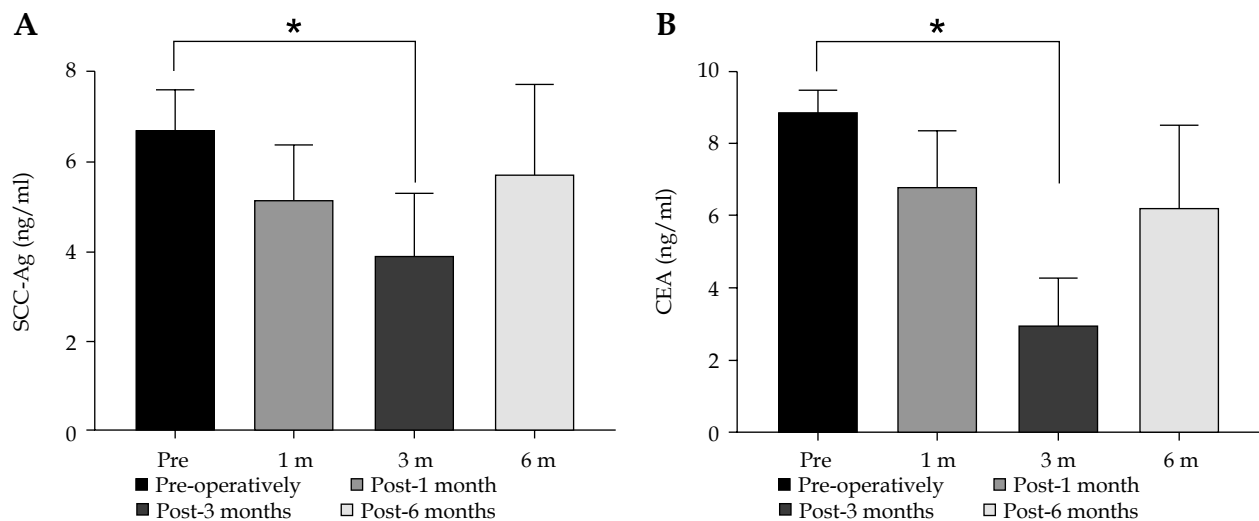 A
*
SCC-Ag (ng/ml)
8
6
4
2
0
Pre 1 m 3 m 6 m
Pre-operatively Post-1 month
Post-3 months Post-6 months
B
*
CEA (ng/ml)
10
8
6
4
2
0
Pre 1 m 3 m 6 m
Pre-operatively Post-1 month
Post-3 months Post-6 months